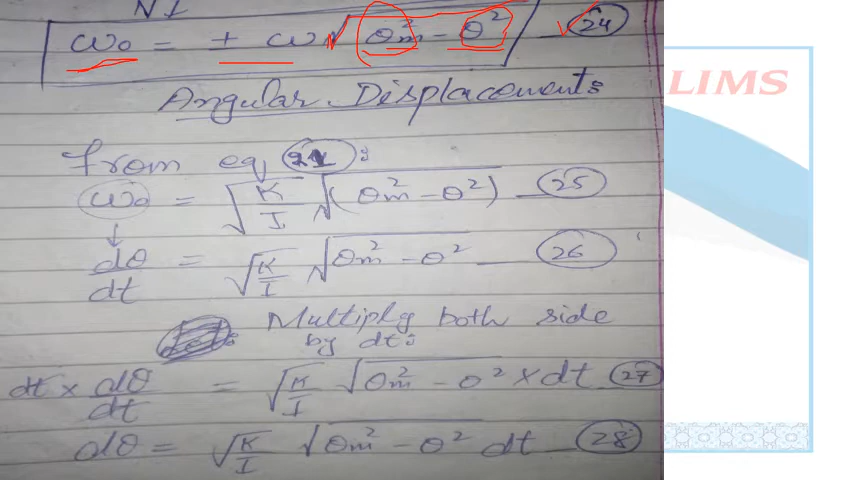 √I
ω₀ = ± ω √ θm² - θ² (24)
LIMS
Angular Displacements
From eq 21:
ω₀ = √K/I √(θm² - θ²) (25)
dθ/dt = √K/I √θm² - θ² (26)
Multiply both side
by dt:
dt × dθ/dt = √K/I √θm² - θ² × dt (27)
dθ = √K/I √θm² - θ² dt (28)